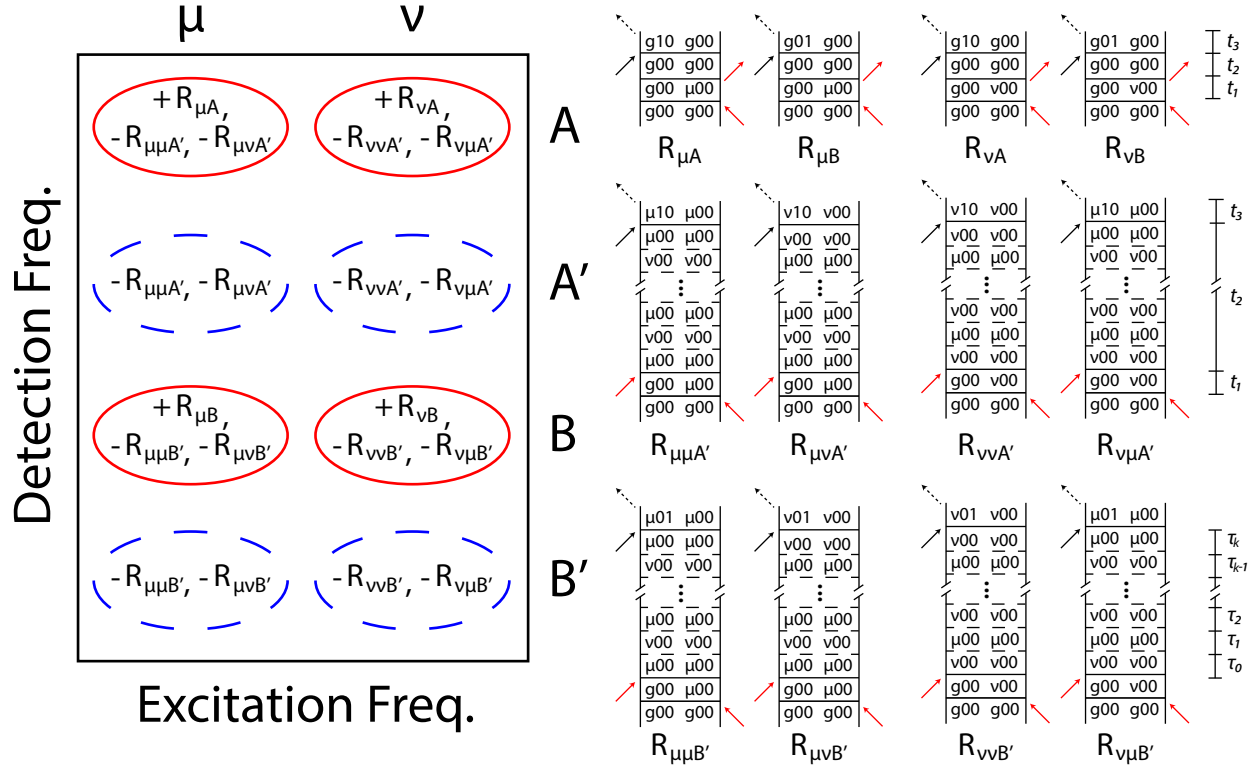 μ ν
+ R_μA,
- R_μμA′, - R_μνA′
+ R_νA,
- R_ννA′, - R_νμA′
- R_μμA′, - R_μνA′
- R_ννA′, - R_νμA′
+ R_μB,
- R_μμB′, - R_μνB′
+ R_νB,
- R_ννB′, - R_νμB′
- R_μμB′, - R_μνB′
- R_ννB′, - R_νμB′
Detection Freq.
Excitation Freq.
A
A′
B
B′
g10 g00
g00 g00
g00 μ00
g00 g00
R_μA
g01 g00
g00 g00
g00 μ00
g00 g00
R_μB
g10 g00
g00 g00
g00 ν00
g00 g00
R_νA
g01 g00
g00 g00
g00 ν00
g00 g00
R_νB
t₃
t₂
t₁
μ10 μ00
μ00 μ00
ν00 ν00
μ00 μ00
ν00 ν00
μ00 μ00
g00 μ00
g00 g00
R_μμA′
ν10 ν00
ν00 ν00
μ00 μ00
μ00 μ00
ν00 ν00
μ00 μ00
g00 μ00
g00 g00
R_μνA′
ν10 ν00
ν00 ν00
μ00 μ00
ν00 ν00
μ00 μ00
ν00 ν00
g00 ν00
g00 g00
R_ννA′
μ10 μ00
μ00 μ00
ν00 ν00
ν00 ν00
μ00 μ00
ν00 ν00
g00 ν00
g00 g00
R_νμA′
t₃
t₂
t₁
μ01 μ00
μ00 μ00
ν00 ν00
μ00 μ00
ν00 ν00
μ00 μ00
g00 μ00
g00 g00
R_μμB′
ν01 ν00
ν00 ν00
μ00 μ00
μ00 μ00
ν00 ν00
μ00 μ00
g00 μ00
g00 g00
R_μνB′
ν01 ν00
ν00 ν00
μ00 μ00
ν00 ν00
μ00 μ00
ν00 ν00
g00 ν00
g00 g00
R_ννB′
μ01 μ00
μ00 μ00
ν00 ν00
ν00 ν00
μ00 μ00
ν00 ν00
g00 ν00
g00 g00
R_νμB′
τ_k
τ_k-1
τ₂
τ₁
τ₀